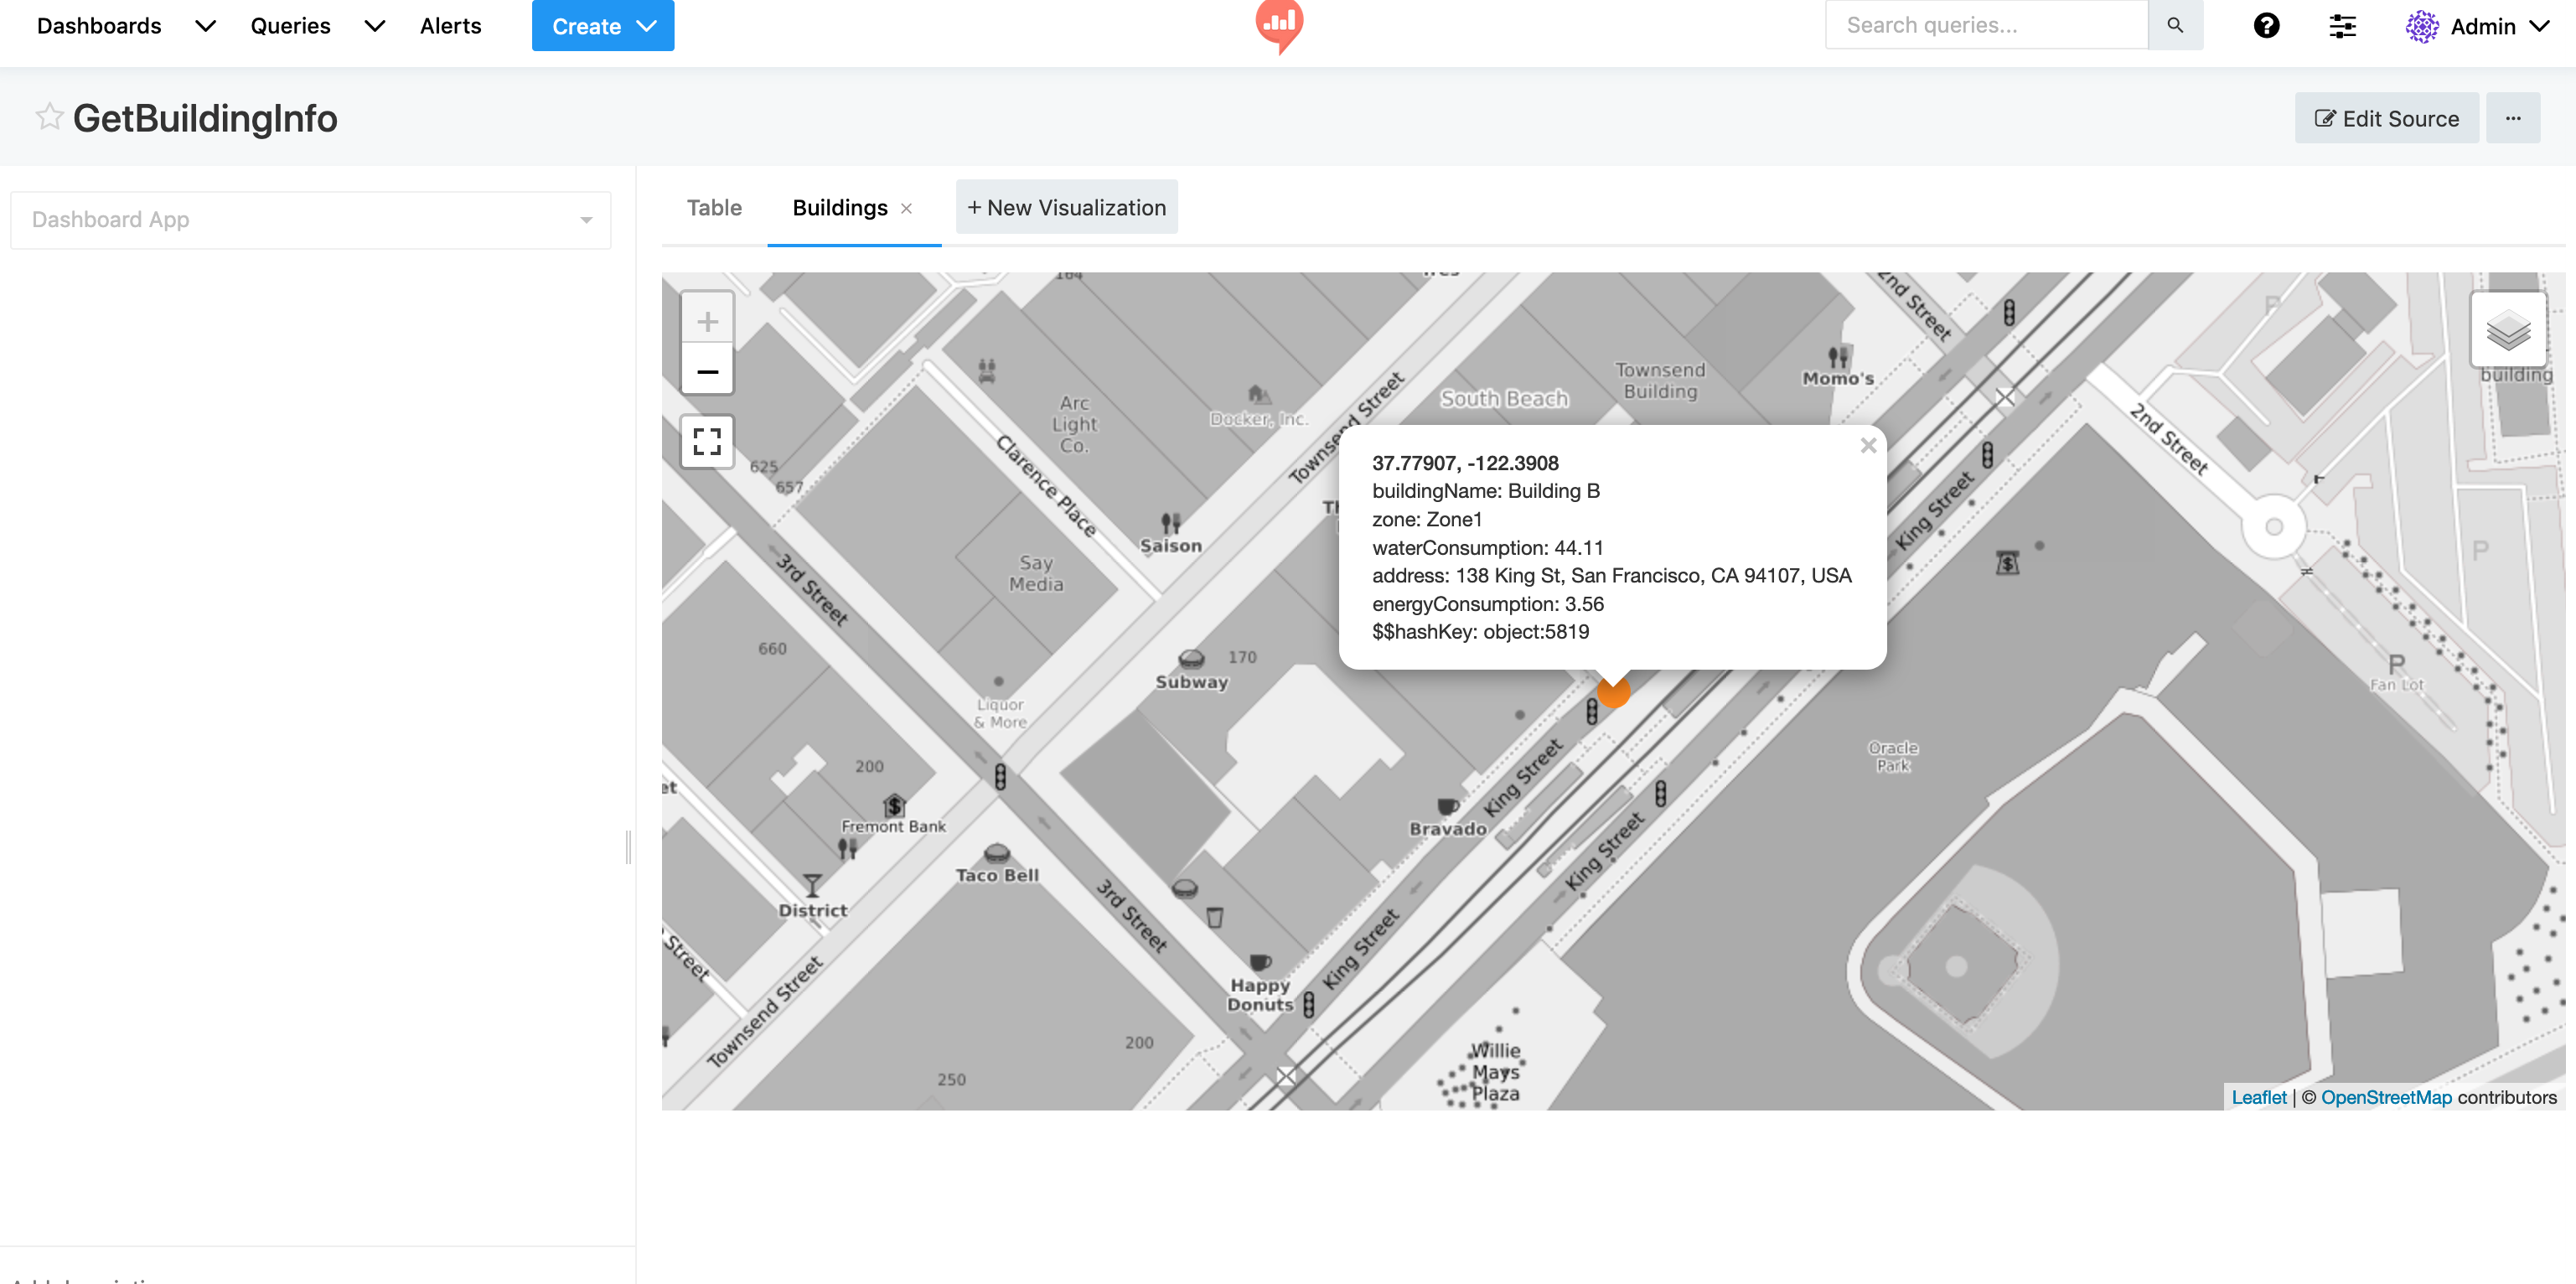 Dashboards Queries Alerts Create Search queries... Admin
GetBuildingInfo
Edit Source
Dashboard App
Table Buildings × + New Visualization
164
2nd Street
Townsend
Building
Momo's
South Beach
building
Arc
Light
Co.
Docker, Inc.
Townsend Street
2nd Street
625
657
Clarence Place
37.77907, -122.3908
buildingName: Building B
zone: Zone1
waterConsumption: 44.11
address: 138 King St, San Francisco, CA 94107, USA
energyConsumption: 3.56
$$hashKey: object:5819
King Street
P
P
Saison
Say
Media
3rd Street
660
170
Subway
P
Fan Lot
Liquor
& More
Oracle
Park
200
King Street
Fremont Bank
Bravado
King Street
Taco Bell
District
3rd Street
King Street
Street
Happy
Donuts
Townsend Street
200
Willie
Mays
Plaza
250
Leaflet | © OpenStreetMap contributors